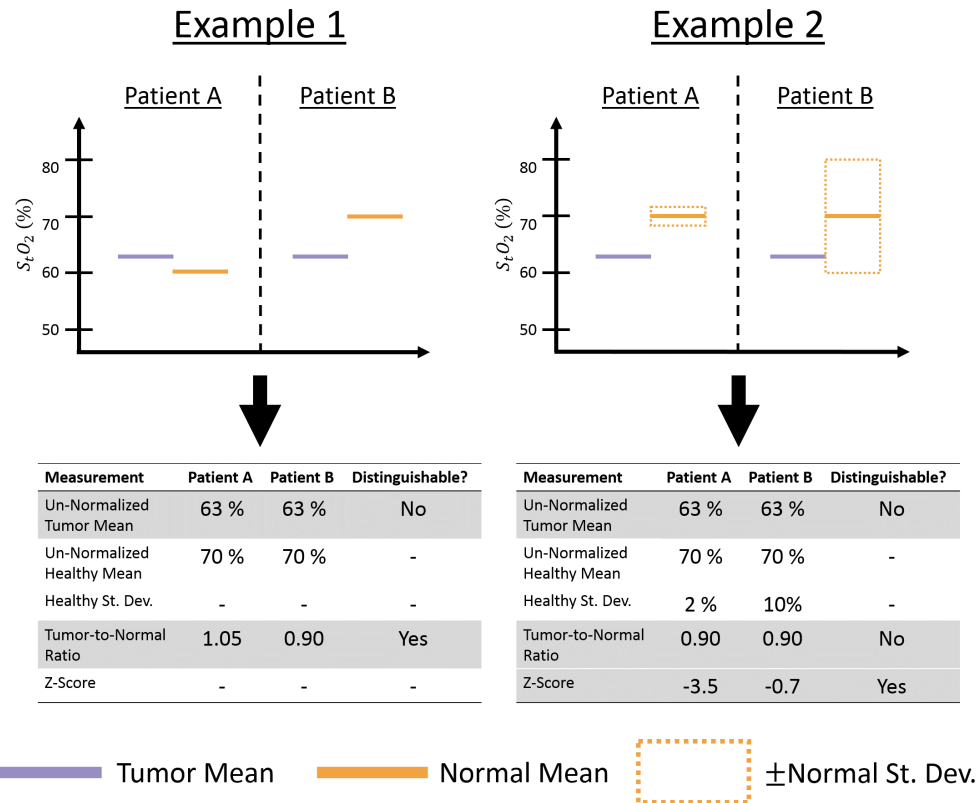 Example 1
Patient A
Patient B
80
70
60
50
StO2 (%)
Measurement Patient A Patient B Distinguishable?
Un-Normalized
Tumor Mean
63 % 63 % No
Un-Normalized
Healthy Mean
70 % 70 % -
Healthy St. Dev. - - -
Tumor-to-Normal
Ratio
1.05 0.90 Yes
Z-Score - - -
Example 2
Patient A
Patient B
80
70
60
50
StO2 (%)
Measurement Patient A Patient B Distinguishable?
Un-Normalized
Tumor Mean
63 % 63 % No
Un-Normalized
Healthy Mean
70 % 70 % -
Healthy St. Dev. 2 % 10% -
Tumor-to-Normal
Ratio
0.90 0.90 No
Z-Score -3.5 -0.7 Yes
Tumor Mean
Normal Mean
±Normal St. Dev.